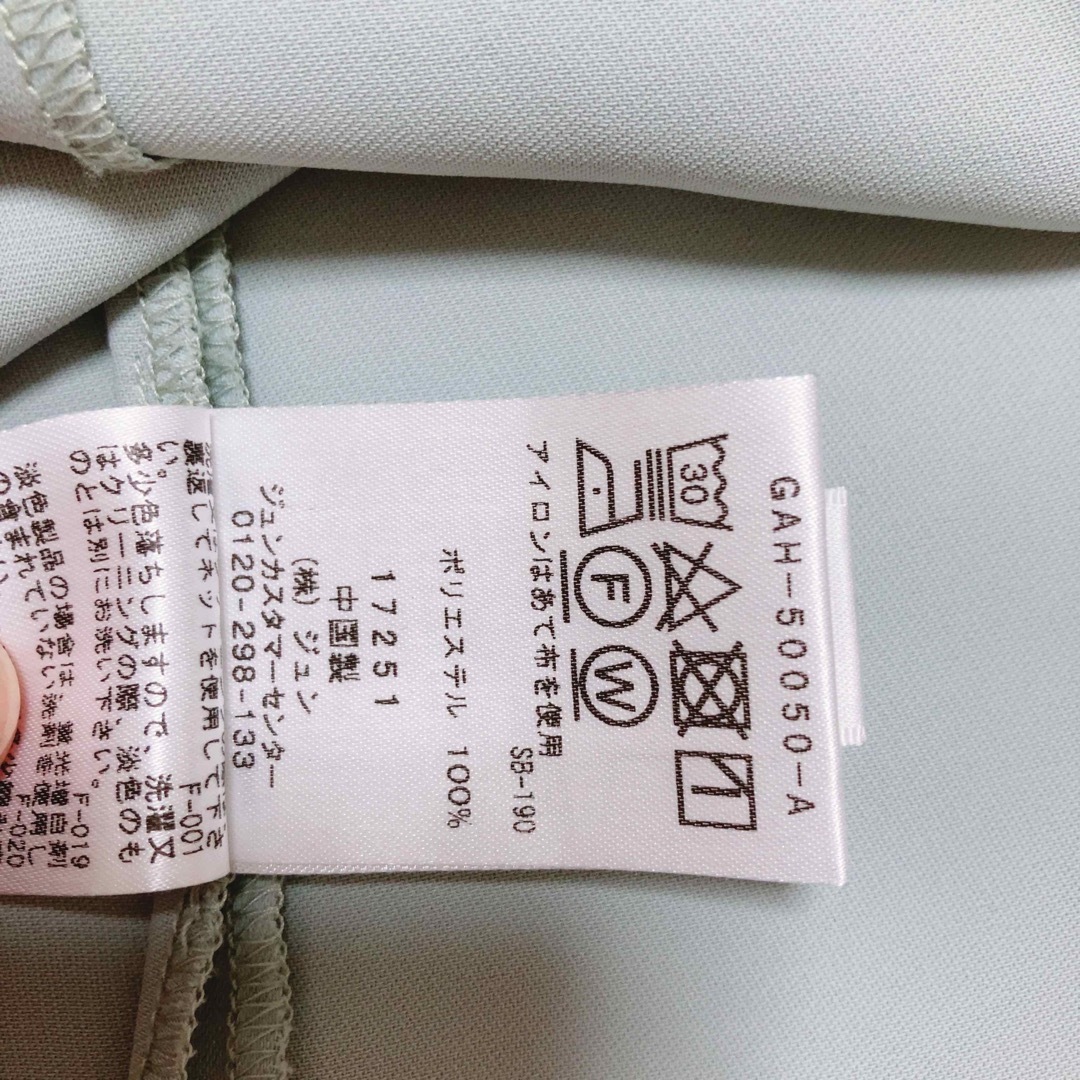 GAH-50050-A
30
F W
アイロンはあて布を使用
SB-190
ポリエステル 100%
17251
中国製
(株)ジュン
ジュンカスタマーセンター
0120-298-133
F-001
裏返してネットを使用して下さ
い。
多少色落ちしますので、洗濯又
はクリーニングの際、淡色のも
のとは別にお洗い下さい。
F-019
淡色製品の場合は、蛍光増白剤
の含まれていない洗剤を使用し
F-020